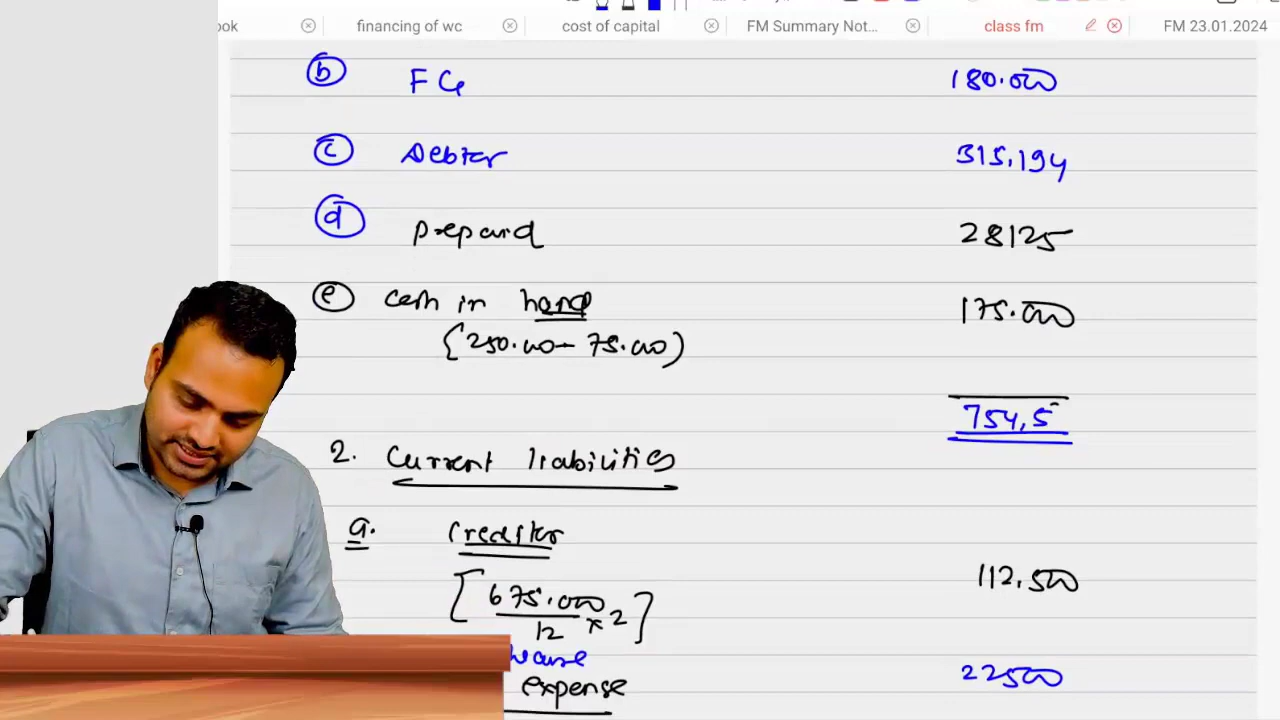 ook financing of wc cost of capital FM Summary Not... class fm FM 23.01.2024
b FG 180.000
c Debtor 315.194
d prepaid 28125
e cash in hand 175.000
(250.000 - 75.000)
754,5
2. Current liabilities
a. Creditor
[675.000/12 x 2] 112,500
expense 22500